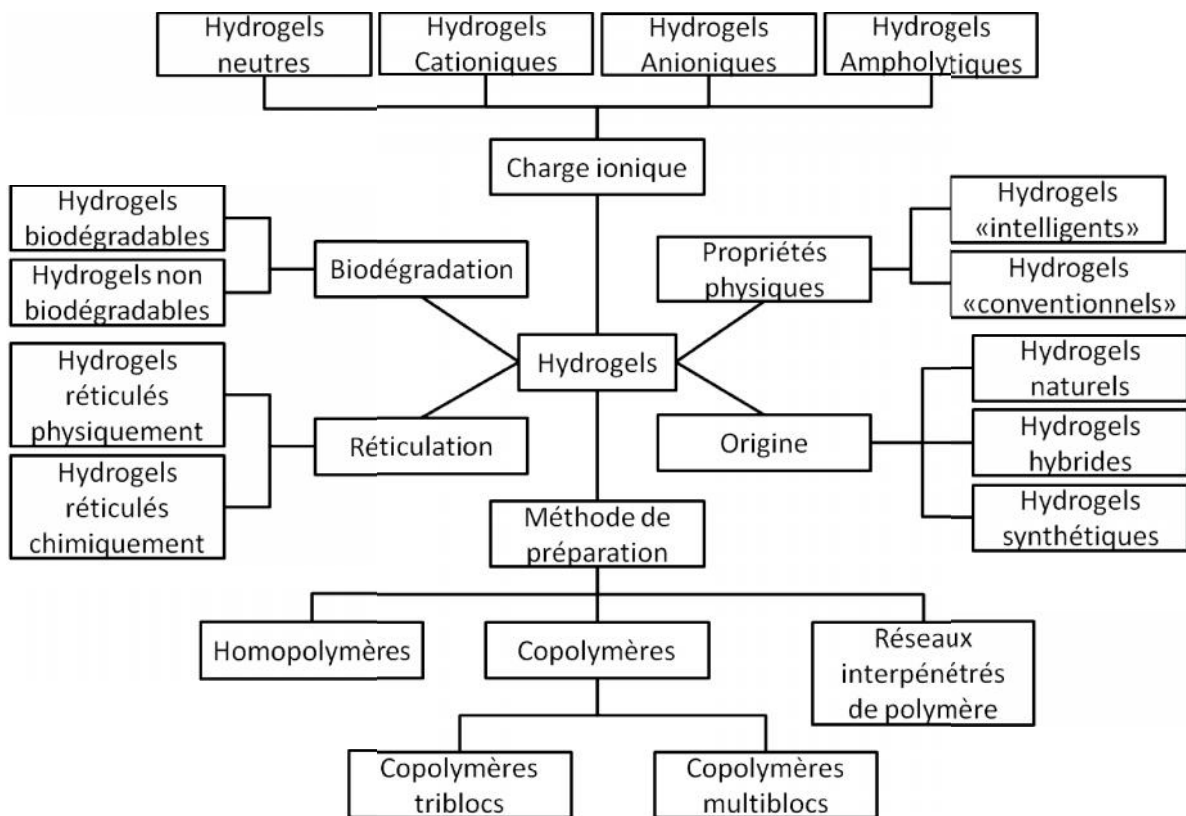 Hydrogels
neutres
Hydrogels
Cationiques
Hydrogels
Anioniques
Hydrogels
Ampholytiques
Charge ionique
Hydrogels
biodégradables
Hydrogels non
biodégradables
Biodégradation
Propriétés
physiques
Hydrogels
«intelligents»
Hydrogels
«conventionnels»
Hydrogels
Hydrogels
réticulés
physiquement
Hydrogels
réticulés
chimiquement
Réticulation
Origine
Hydrogels
naturels
Hydrogels
hybrides
Hydrogels
synthétiques
Méthode de
préparation
Homopolymères
Copolymères
Réseaux
interpénétrés
de polymère
Copolymères
triblocs
Copolymères
multiblocs